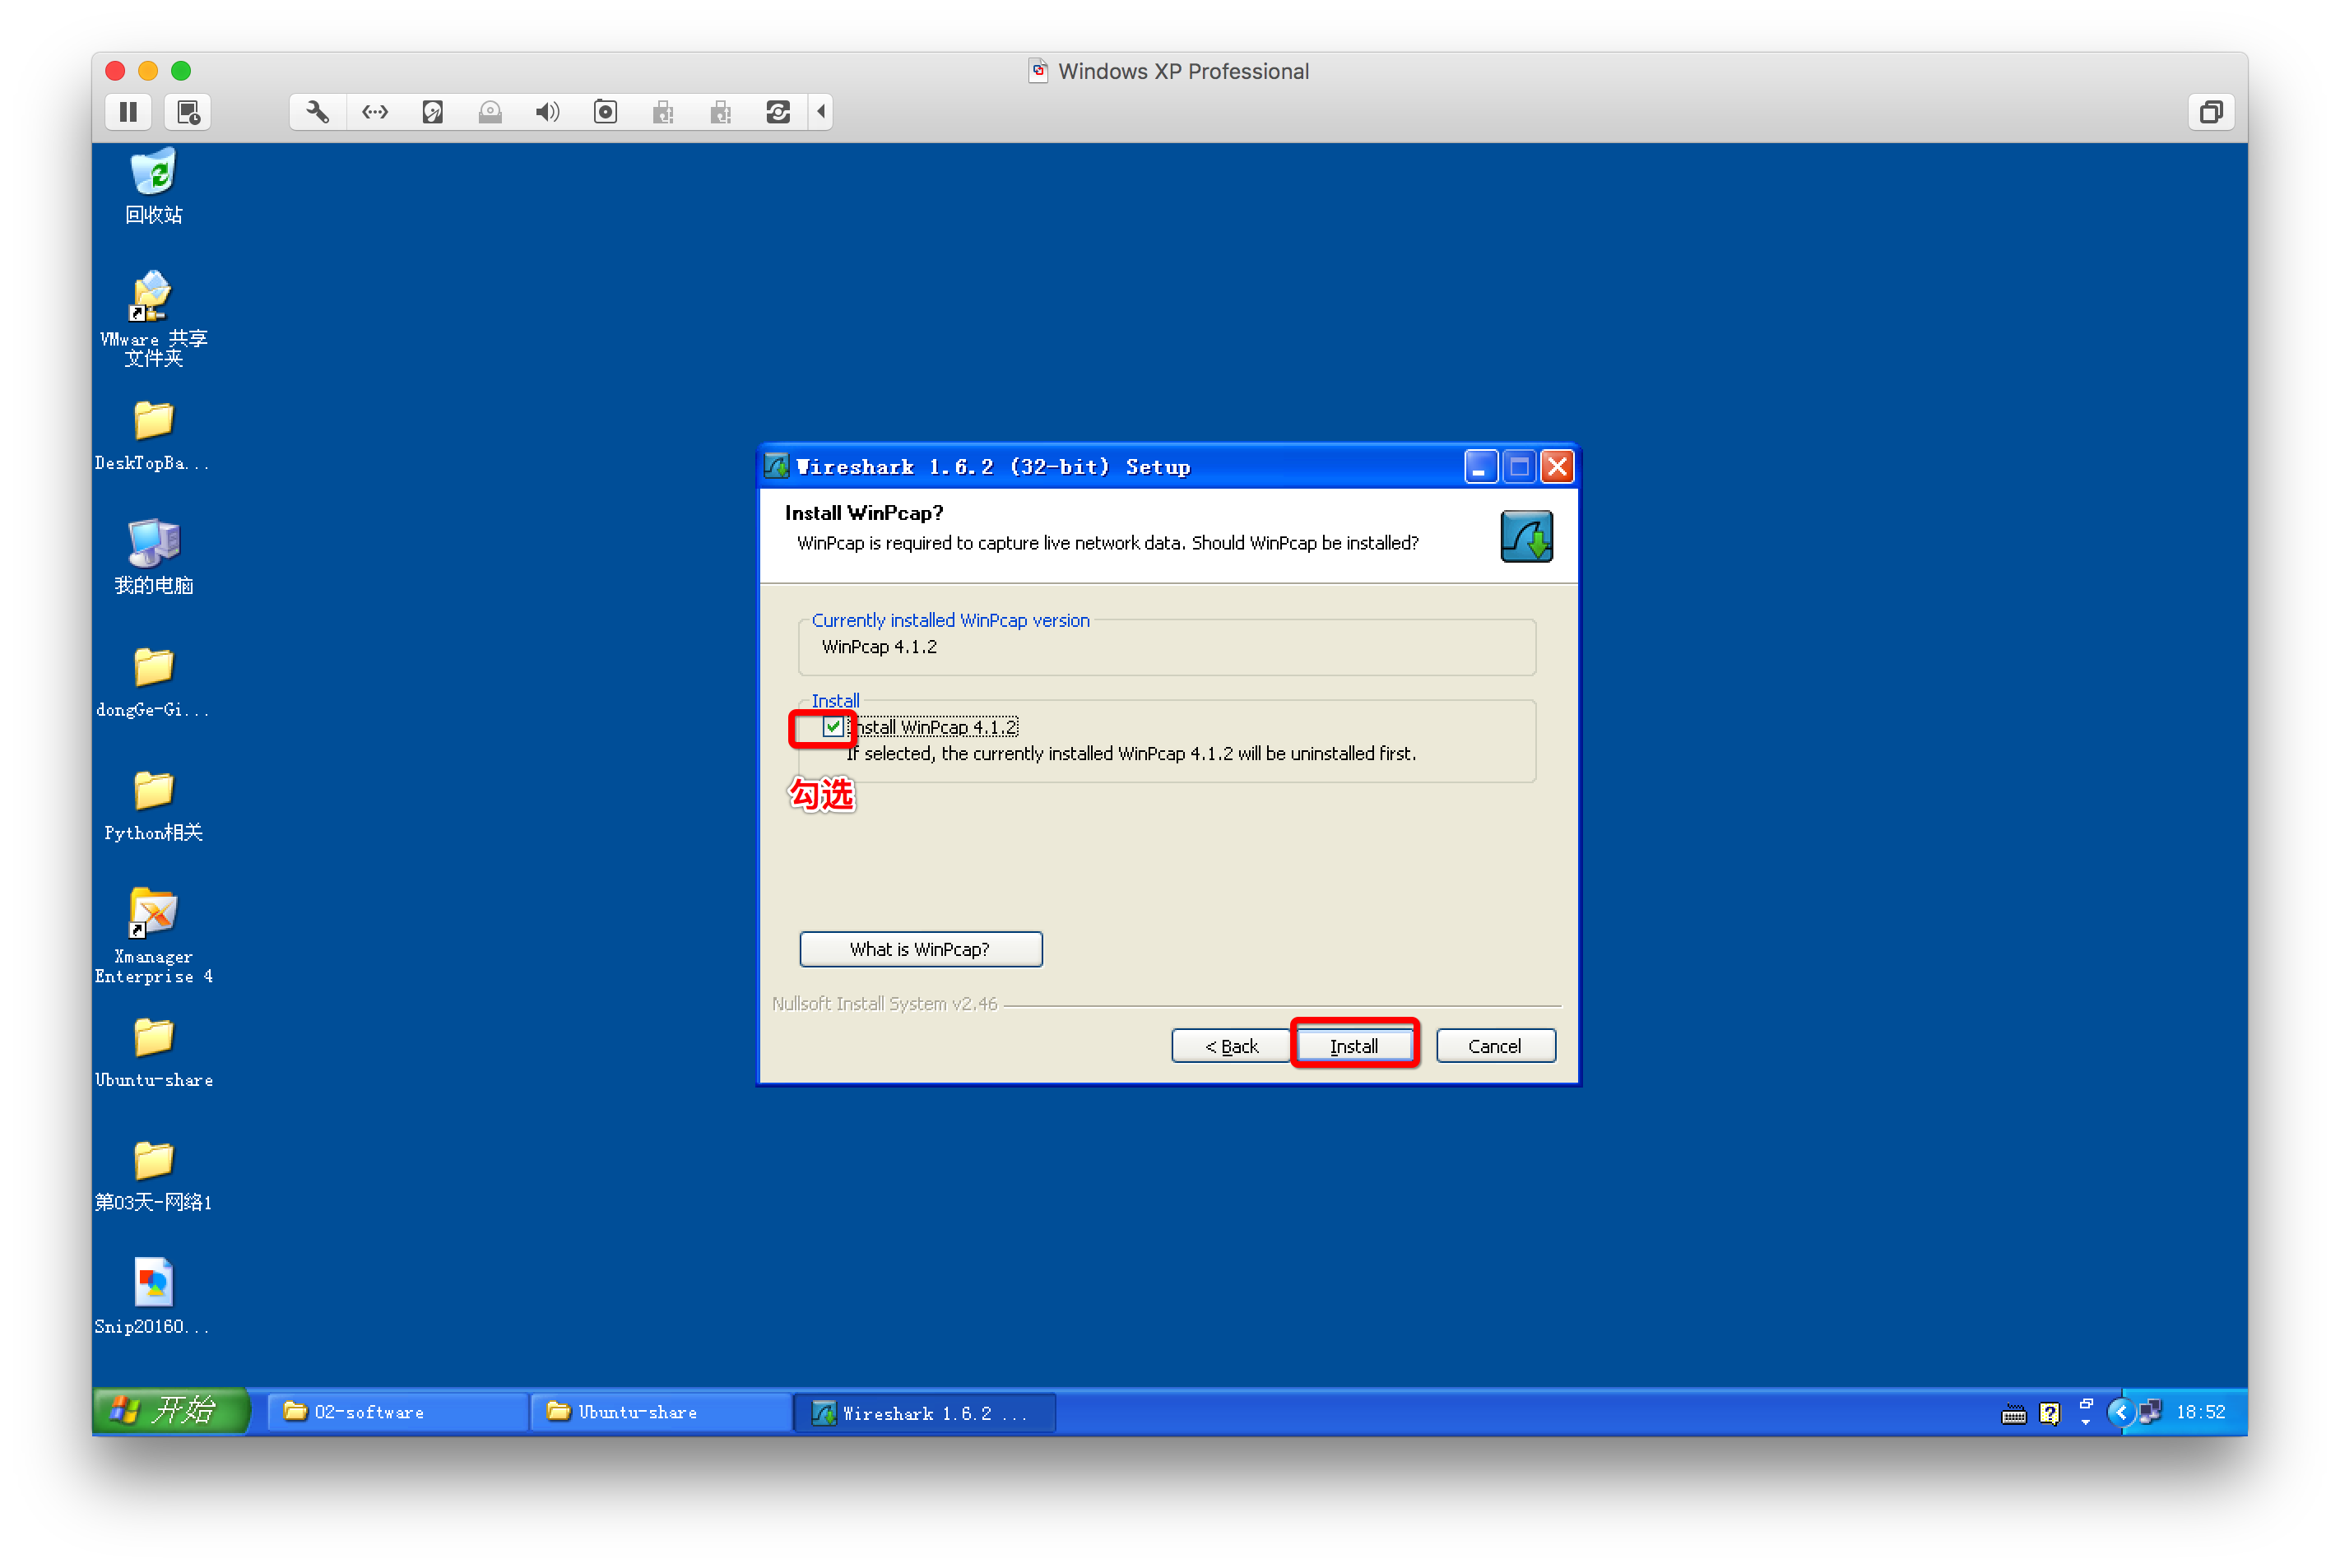 Windows XP Professional
回收站
VMware 共享
文件夹
DeskTopBa...
我的电脑
dongGe-Gi...
Python相关
Xmanager
Enterprise 4
Ubuntu-share
第03天-网络1
Snip20160...
Wireshark 1.6.2 (32-bit) Setup
Install WinPcap?
WinPcap is required to capture live network data. Should WinPcap be installed?
Currently installed WinPcap version
WinPcap 4.1.2
Install
Install WinPcap 4.1.2
If selected, the currently installed WinPcap 4.1.2 will be uninstalled first.
勾选
What is WinPcap?
Nullsoft Install System v2.46
< Back
Install
Cancel
开始
02-software
Ubuntu-share
Wireshark 1.6.2 ...
18:52